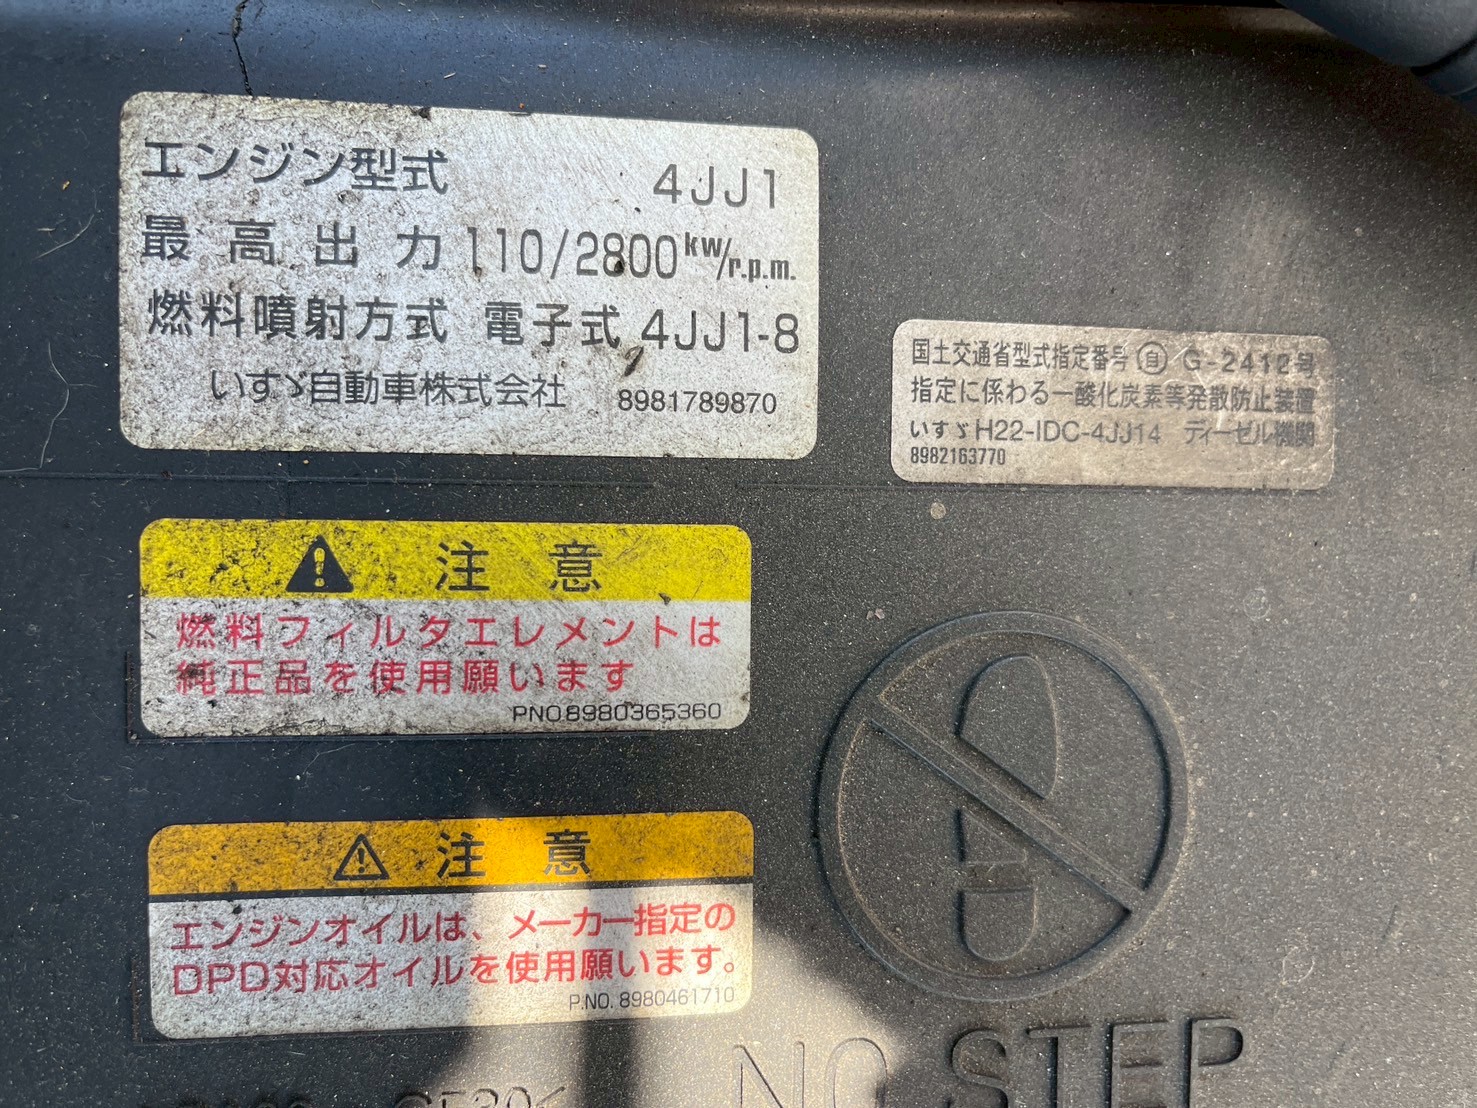 エンジン型式 4JJ1
最高出力 110/2800kw/r.p.m.
燃料噴射方式 電子式 4JJ1-8
いすゞ自動車株式会社 8981789870
国土交通省型式指定番号 自 G-2412号
指定に係わる一酸化炭素等発散防止装置
いすゞ H22-IDC-4JJ14 ディーゼル機関
8982163770
注意
燃料フィルタエレメントは
純正品を使用願います
PNO8980365360
注意
エンジンオイルは、メーカー指定の
DPD対応オイルを使用願います。
P.NO. 8980461710
NO STEP